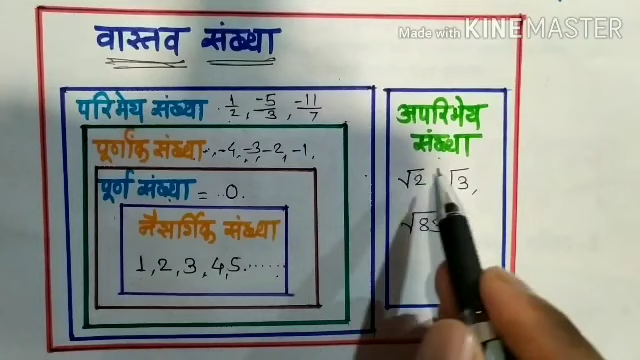 Made with KINEMASTER
वास्तव संख्या
परिमेय संख्या 1/2, -5/3, -11/7
पूर्णांक संख्या -4, -3 -2, -1,
पूर्ण संख्या = 0.
नैसर्गिक संख्या
1, 2, 3, 4, 5.......
अपरिमेय
संख्या
√2 √3,